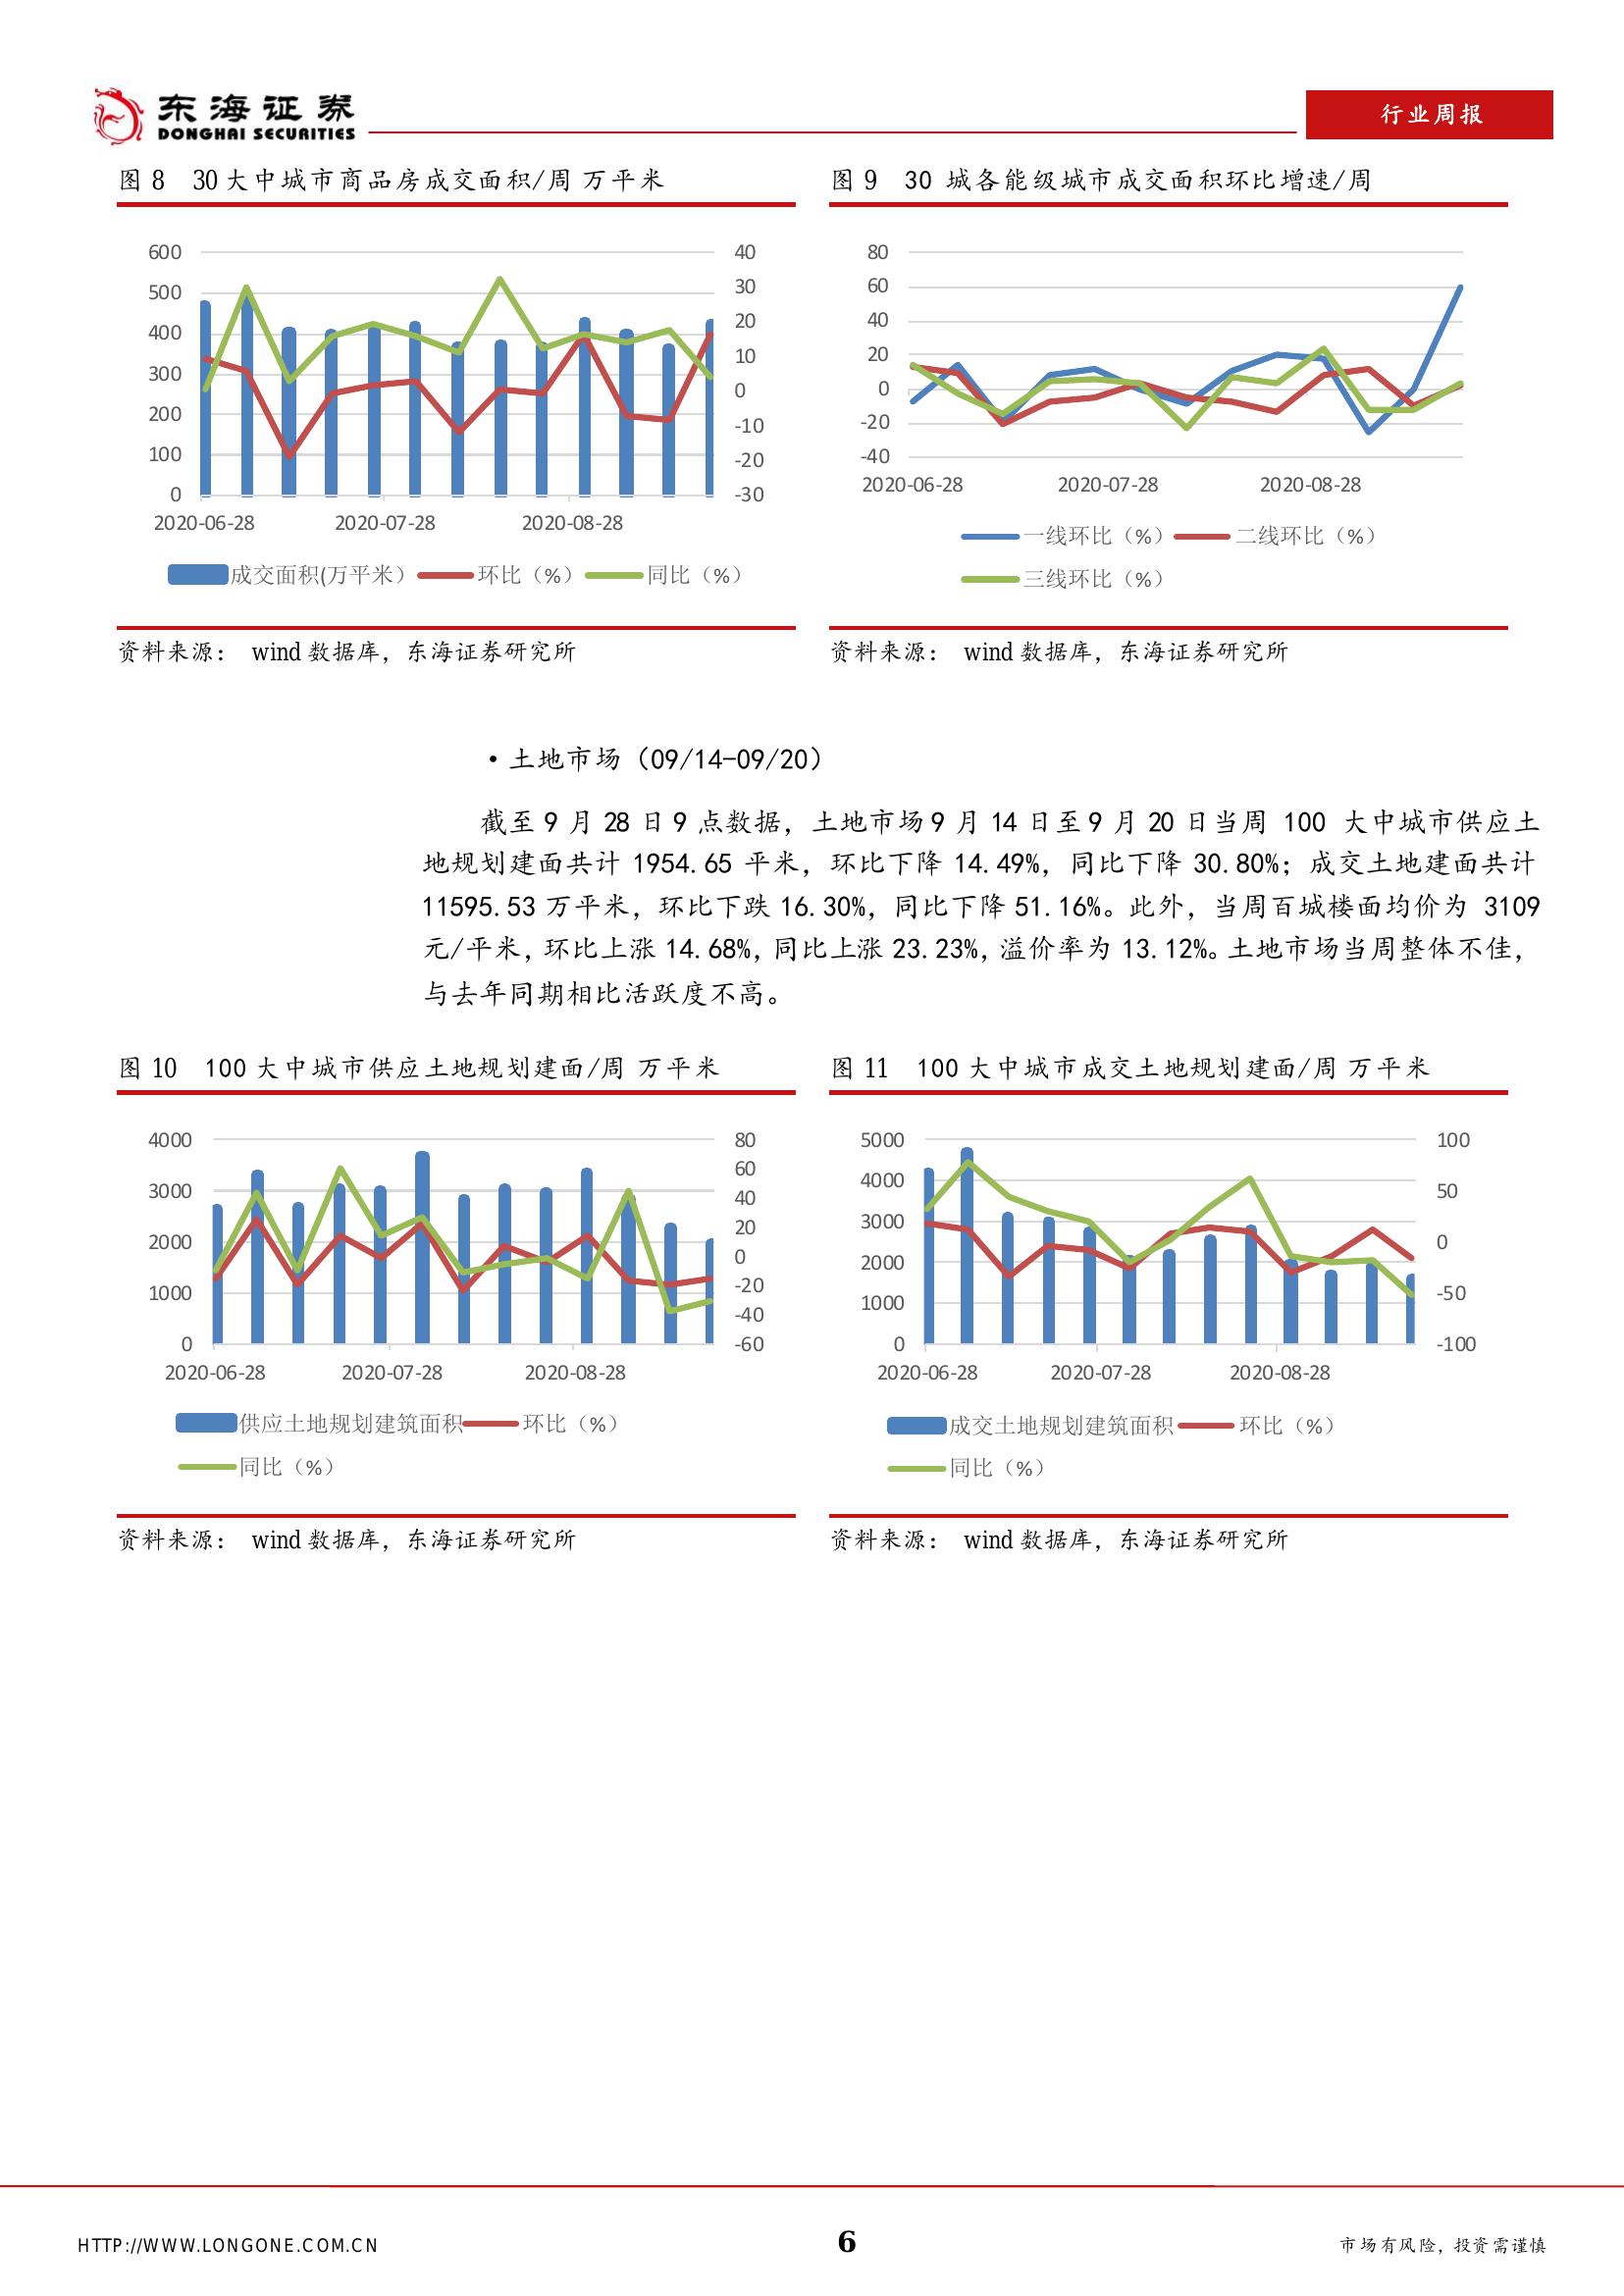 东海证券
DONGHAI SECURITIES
行业周报
图 8 30大中城市商品房成交面积/周 万平米
600
500
400
300
200
100
0
40
30
20
10
0
-10
-20
-30
2020-06-28 2020-07-28 2020-08-28
成交面积(万平米） 环比（%） 同比（%）
资料来源： wind 数据库，东海证券研究所
图 9 30 城各能级城市成交面积环比增速/周
80
60
40
20
0
-20
-40
2020-06-28 2020-07-28 2020-08-28
一线环比（%） 二线环比（%）
三线环比（%）
资料来源： wind 数据库，东海证券研究所
·土地市场（09/14-09/20）
截至 9 月 28 日 9 点数据，土地市场 9 月 14 日至 9 月 20 日当周 100 大中城市供应土
地规划建面共计 1954.65 平米，环比下降 14.49%，同比下降 30.80%；成交土地建面共计
11595.53 万平米，环比下跌 16.30%，同比下降 51.16%。此外，当周百城楼面均价为 3109
元/平米，环比上涨 14.68%，同比上涨 23.23%，溢价率为 13.12%。土地市场当周整体不佳，
与去年同期相比活跃度不高。
图 10 100 大中城市供应土地规划建面/周 万平米
4000
3000
2000
1000
0
80
60
40
20
0
-20
-40
-60
2020-06-28 2020-07-28 2020-08-28
供应土地规划建筑面积 环比（%）
同比（%）
资料来源： wind 数据库，东海证券研究所
图 11 100 大中城市成交土地规划建面/周 万平米
5000
4000
3000
2000
1000
0
100
50
0
-50
-100
2020-06-28 2020-07-28 2020-08-28
成交土地规划建筑面积 环比（%）
同比（%）
资料来源： wind 数据库，东海证券研究所
HTTP://WWW.LONGONE.COM.CN
6
市场有风险，投资需谨慎